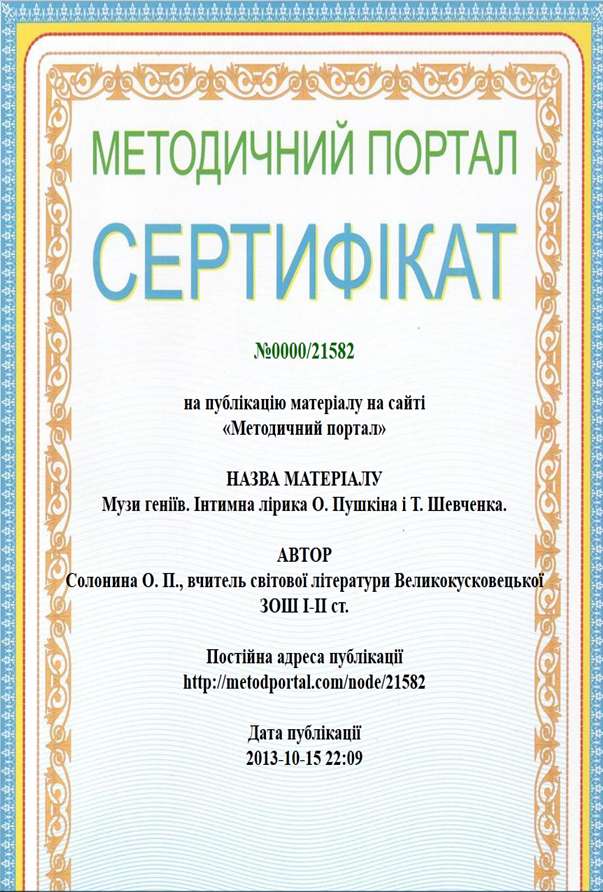 МЕТОДИЧНИЙ ПОРТАЛ
СЕРТИФІКАТ
№0000/21582
на публікацію матеріалу на сайті
«Методичний портал»
НАЗВА МАТЕРІАЛУ
Музи геніїв. Інтимна лірика О. Пушкіна і Т. Шевченка.
АВТОР
Солонина О. П., вчитель світової літератури Великокусковецької
ЗОШ І-ІІ ст.
Постійна адреса публікації
http://metodportal.com/node/21582
Дата публікації
2013-10-15 22:09